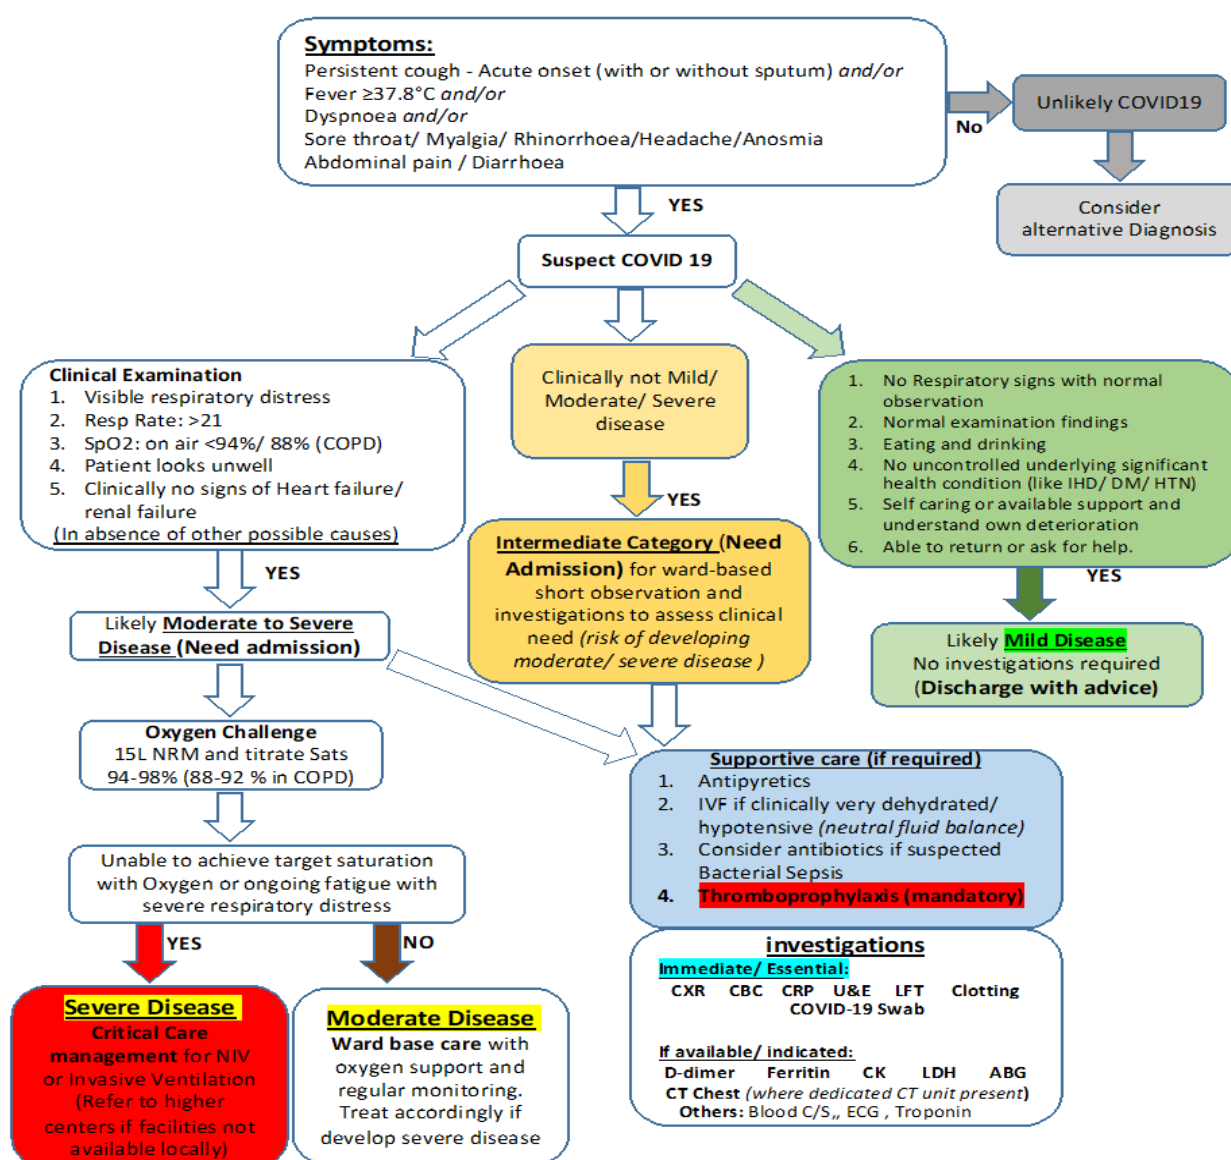 Symptoms:
Persistent cough - Acute onset (with or without sputum) and/or
Fever ≥37.8°C and/or
Dyspnoea and/or
Sore throat/ Myalgia/ Rhinorrhoea/Headache/Anosmia
Abdominal pain / Diarrhoea
No
Unlikely COVID19
Consider
alternative Diagnosis
YES
Suspect COVID 19
Clinical Examination
1. Visible respiratory distress
2. Resp Rate: >21
3. SpO2: on air <94%/ 88% (COPD)
4. Patient looks unwell
5. Clinically no signs of Heart failure/
renal failure
(In absence of other possible causes)
YES
Likely Moderate to Severe
Disease (Need admission)
Oxygen Challenge
15L NRM and titrate Sats
94-98% (88-92 % in COPD)
Unable to achieve target saturation
with Oxygen or ongoing fatigue with
severe respiratory distress
YES
NO
Severe Disease
Critical Care
management for NIV
or Invasive Ventilation
(Refer to higher
centers if facilities not
available locally)
Moderate Disease
Ward base care with
oxygen support and
regular monitoring.
Treat accordingly if
develop severe disease
Clinically not Mild/
Moderate/ Severe
disease
YES
Intermediate Category (Need
Admission) for ward-based
short observation and
investigations to assess clinical
need (risk of developing
moderate/ severe disease )
1. No Respiratory signs with normal
observation
2. Normal examination findings
3. Eating and drinking
4. No uncontrolled underlying significant
health condition (like IHD/ DM/ HTN)
5. Self caring or available support and
understand own deterioration
6. Able to return or ask for help.
YES
Likely Mild Disease
No investigations required
(Discharge with advice)
Supportive care (if required)
1. Antipyretics
2. IVF if clinically very dehydrated/
hypotensive (neutral fluid balance)
3. Consider antibiotics if suspected
Bacterial Sepsis
4. Thromboprophylaxis (mandatory)
investigations
Immediate/ Essential:
CXR CBC CRP U&E LFT Clotting
COVID-19 Swab
If available/ indicated:
D-dimer Ferritin CK LDH ABG
CT Chest (where dedicated CT unit present)
Others: Blood C/S,, ECG , Troponin